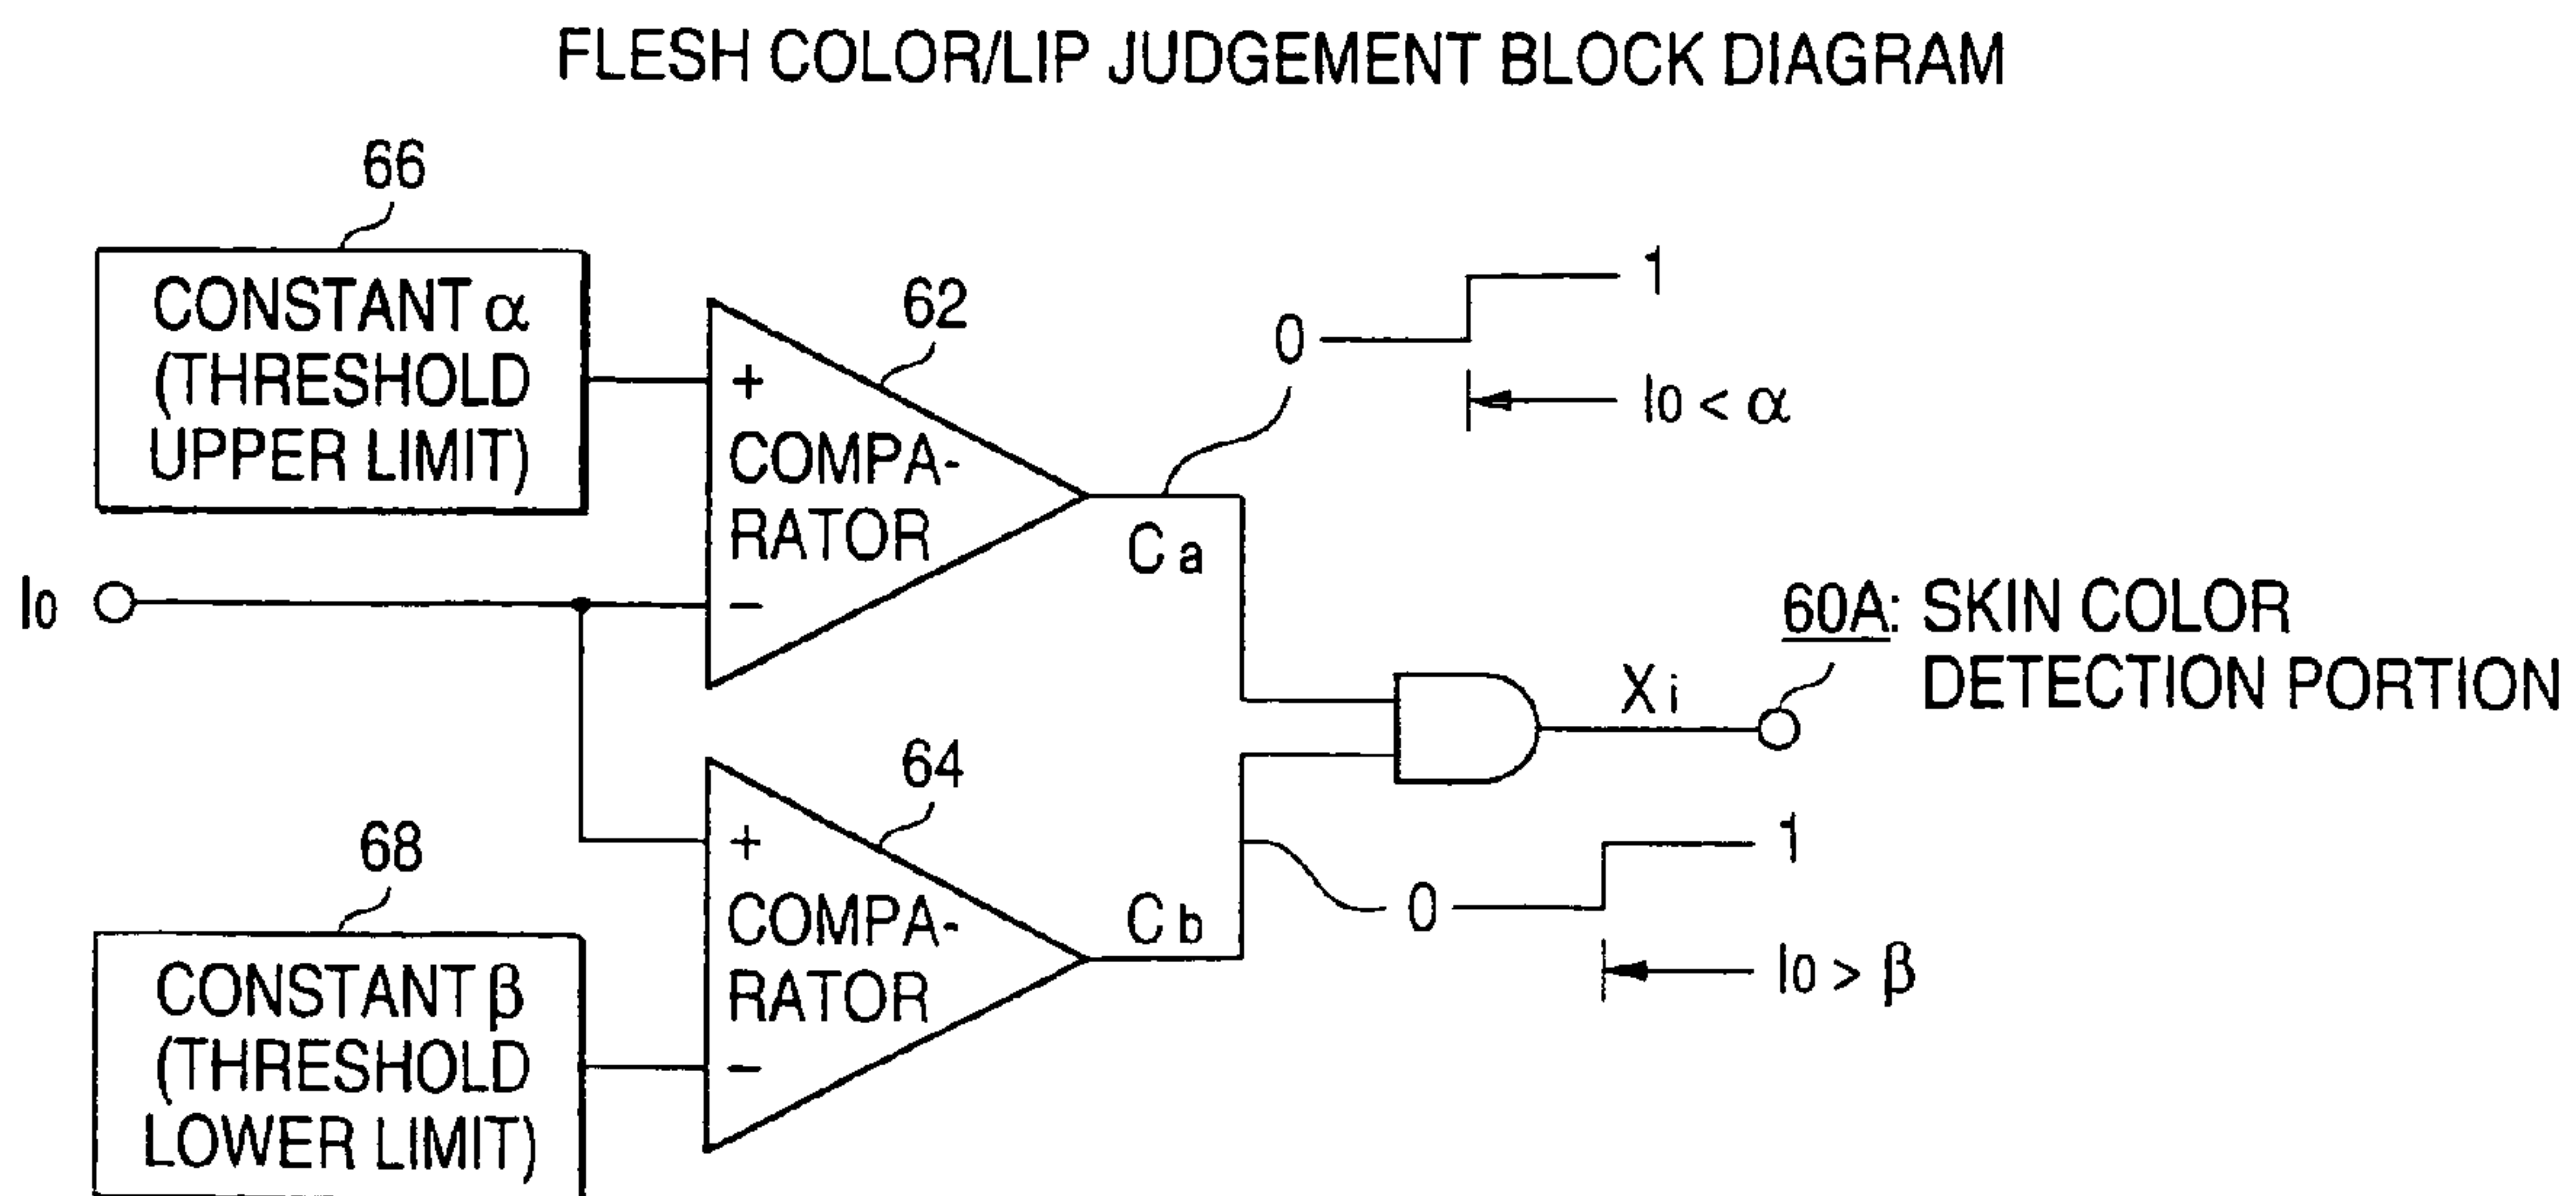 FLESH COLOR/LIP JUDGEMENT BLOCK DIAGRAM
66
CONSTANT α
(THRESHOLD
UPPER LIMIT)
62
+
COMPA-
RATOR
−
Ca
0
1
I0 < α
I0
60A: SKIN COLOR
DETECTION PORTION
Xi
64
+
COMPA-
RATOR
−
Cb
0
1
I0 > β
68
CONSTANT β
(THRESHOLD
LOWER LIMIT)